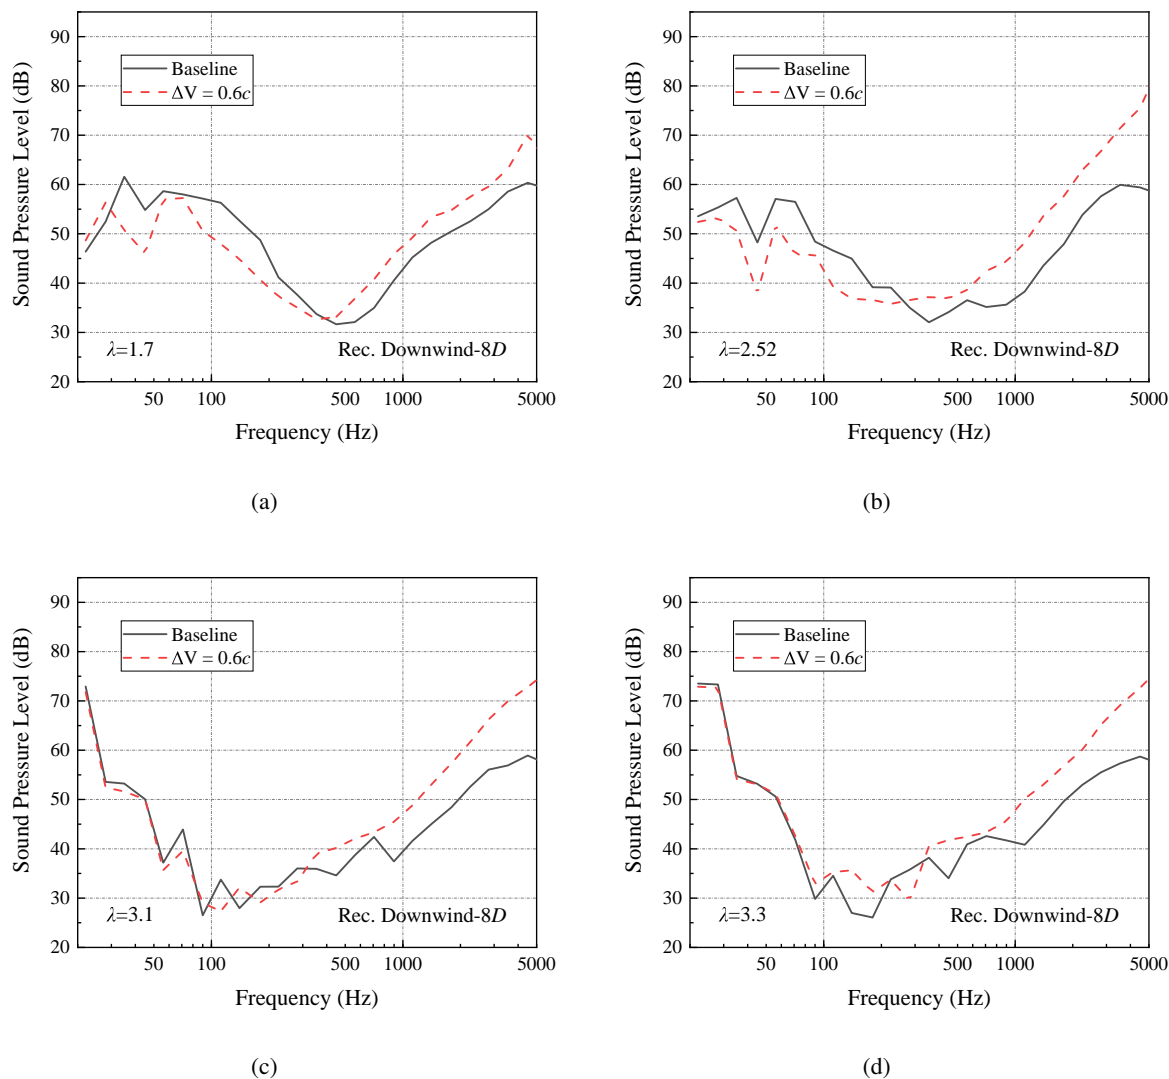 90
80
70
60
50
40
30
20
Sound Pressure Level (dB)
Baseline
ΔV = 0.6c
λ=1.7
Rec. Downwind-8D
50 100 500 1000 5000
Frequency (Hz)
(a)
90
80
70
60
50
40
30
20
Sound Pressure Level (dB)
Baseline
ΔV = 0.6c
λ=2.52
Rec. Downwind-8D
50 100 500 1000 5000
Frequency (Hz)
(b)
90
80
70
60
50
40
30
20
Sound Pressure Level (dB)
Baseline
ΔV = 0.6c
λ=3.1
Rec. Downwind-8D
50 100 500 1000 5000
Frequency (Hz)
(c)
90
80
70
60
50
40
30
20
Sound Pressure Level (dB)
Baseline
ΔV = 0.6c
λ=3.3
Rec. Downwind-8D
50 100 500 1000 5000
Frequency (Hz)
(d)